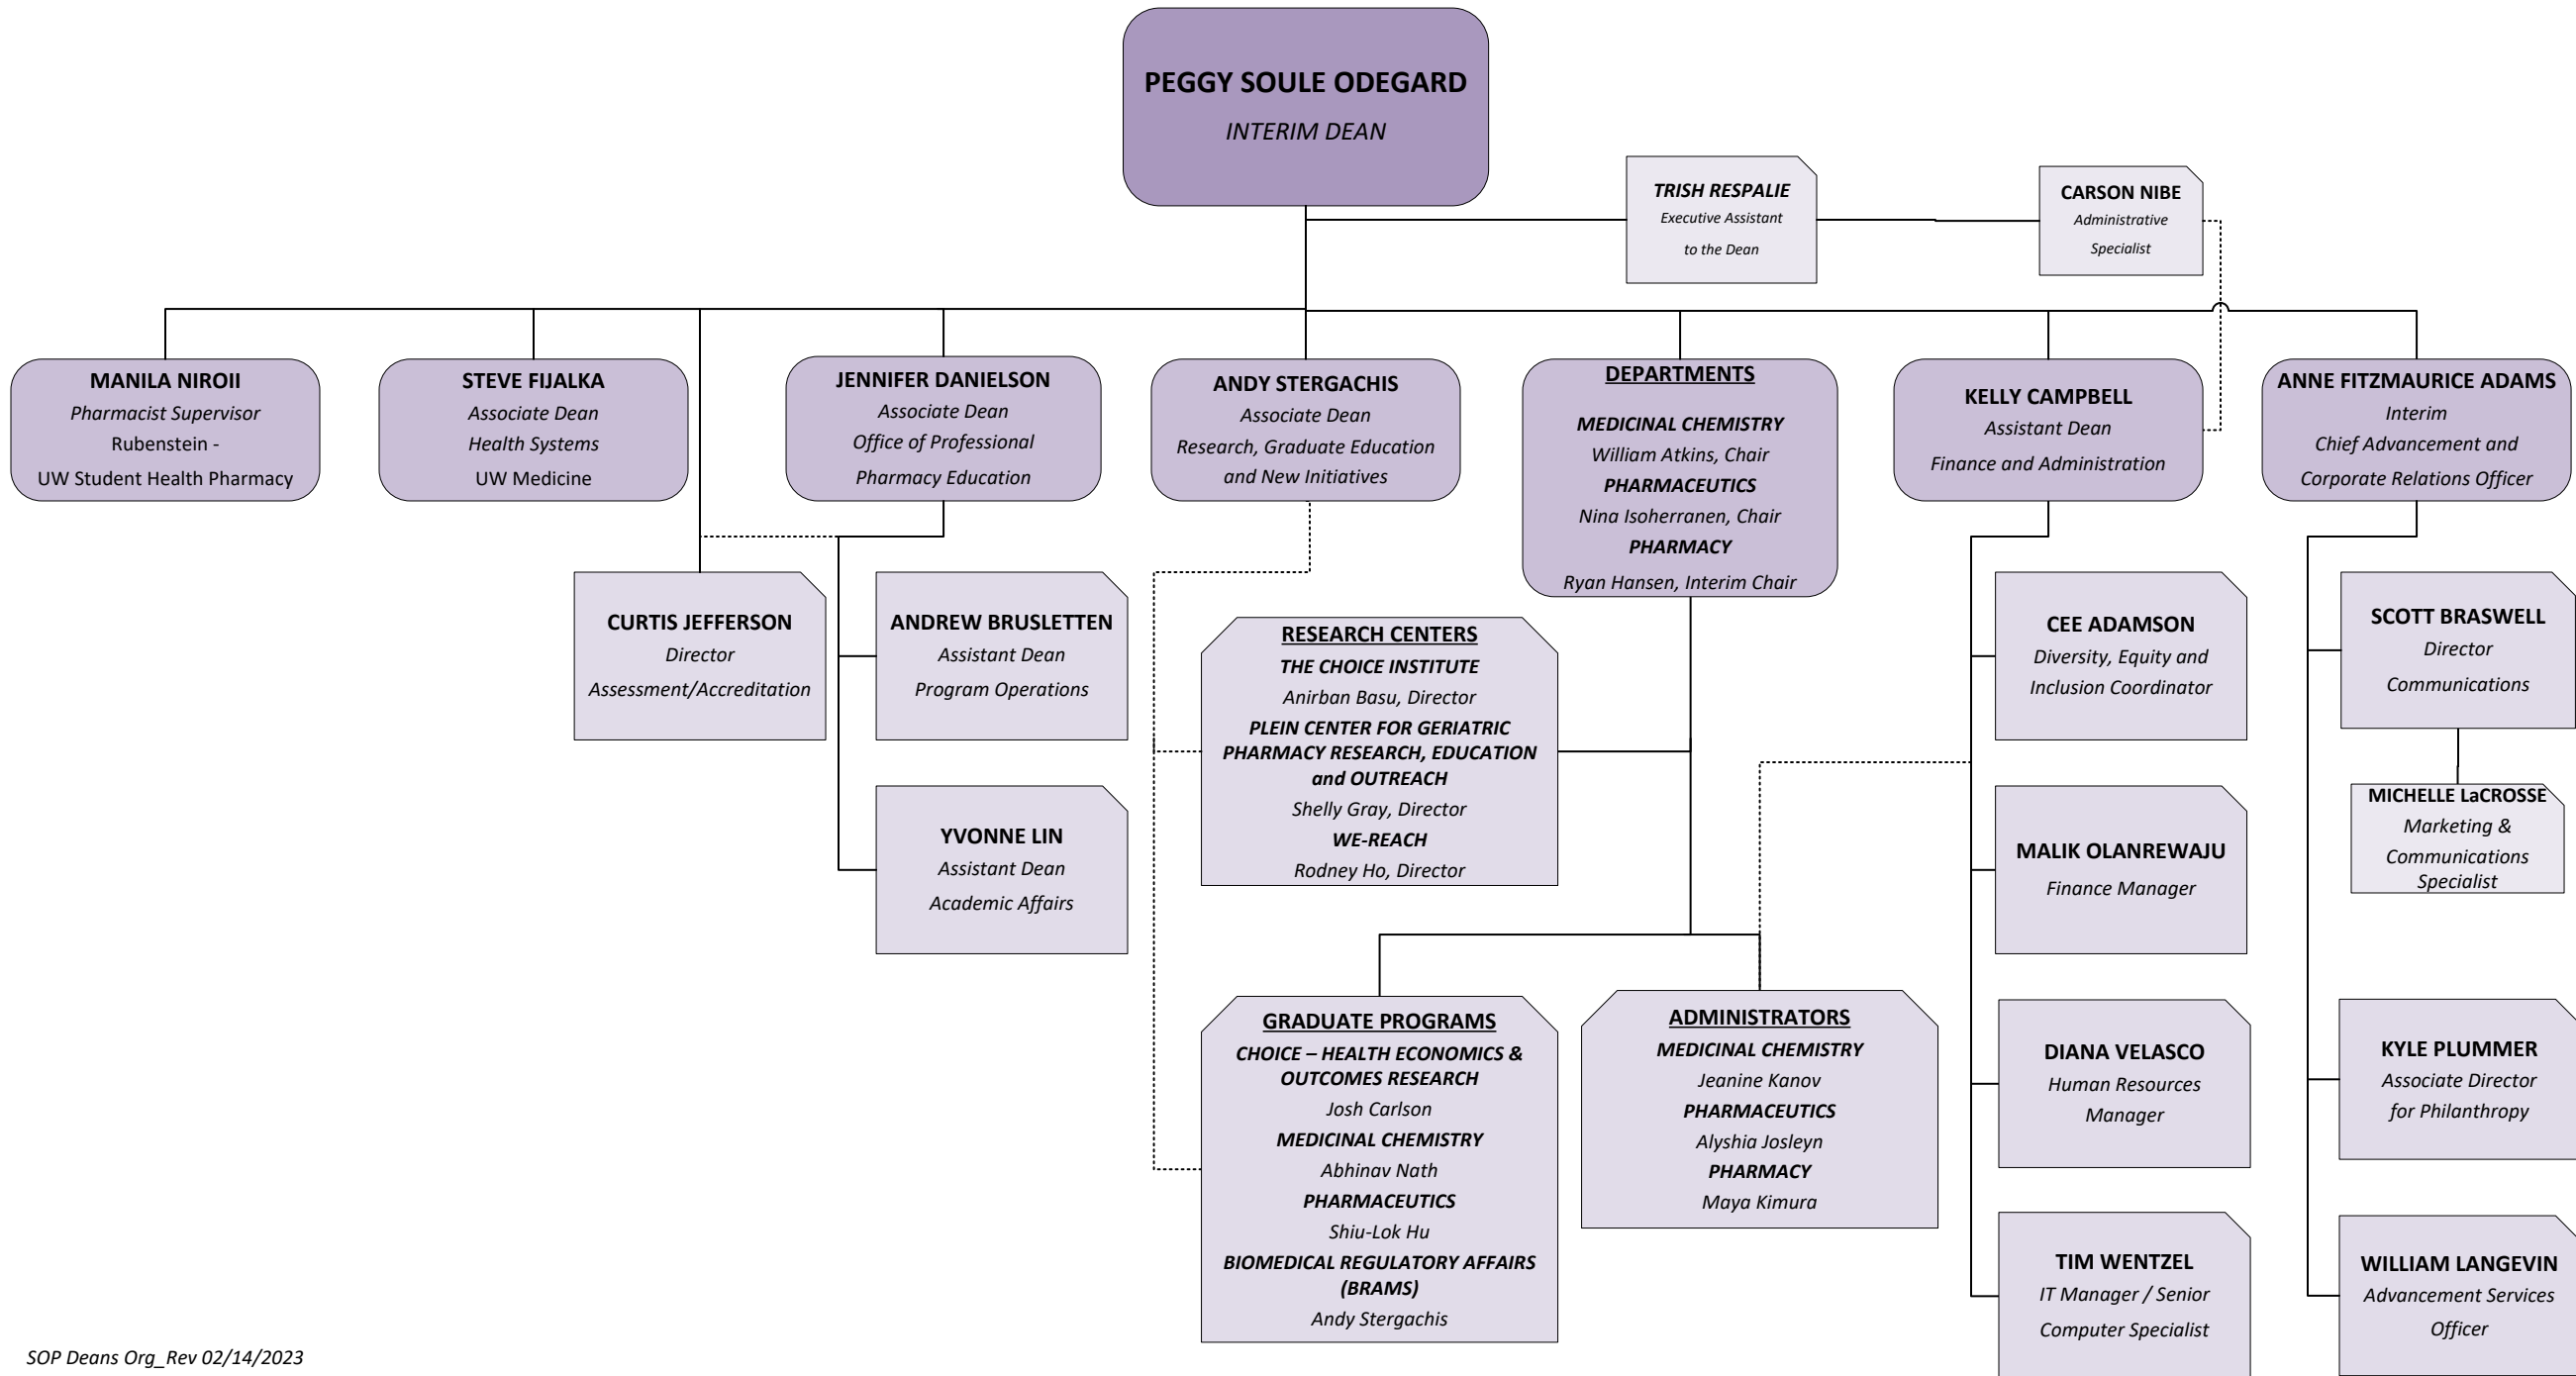 PEGGY SOULE ODEGARD
INTERIM DEAN
TRISH RESPALIE
Executive Assistant
to the Dean
CARSON NIBE
Administrative
Specialist
MANILA NIROII
Pharmacist Supervisor
Rubenstein -
UW Student Health Pharmacy
STEVE FIJALKA
Associate Dean
Health Systems
UW Medicine
JENNIFER DANIELSON
Associate Dean
Office of Professional
Pharmacy Education
ANDY STERGACHIS
Associate Dean
Research, Graduate Education
and New Initiatives
DEPARTMENTS
MEDICINAL CHEMISTRY
William Atkins, Chair
PHARMACEUTICS
Nina Isoherranen, Chair
PHARMACY
Ryan Hansen, Interim Chair
KELLY CAMPBELL
Assistant Dean
Finance and Administration
ANNE FITZMAURICE ADAMS
Interim
Chief Advancement and
Corporate Relations Officer
CURTIS JEFFERSON
Director
Assessment/Accreditation
ANDREW BRUSLETTEN
Assistant Dean
Program Operations
YVONNE LIN
Assistant Dean
Academic Affairs
RESEARCH CENTERS
THE CHOICE INSTITUTE
Anirban Basu, Director
PLEIN CENTER FOR GERIATRIC
PHARMACY RESEARCH, EDUCATION
and OUTREACH
Shelly Gray, Director
WE-REACH
Rodney Ho, Director
CEE ADAMSON
Diversity, Equity and
Inclusion Coordinator
SCOTT BRASWELL
Director
Communications
MALIK OLANREWAJU
Finance Manager
MICHELLE LaCROSSE
Marketing &
Communications
Specialist
GRADUATE PROGRAMS
CHOICE – HEALTH ECONOMICS &
OUTCOMES RESEARCH
Josh Carlson
MEDICINAL CHEMISTRY
Abhinav Nath
PHARMACEUTICS
Shiu-Lok Hu
BIOMEDICAL REGULATORY AFFAIRS
(BRAMS)
Andy Stergachis
ADMINISTRATORS
MEDICINAL CHEMISTRY
Jeanine Kanov
PHARMACEUTICS
Alyshia Josleyn
PHARMACY
Maya Kimura
DIANA VELASCO
Human Resources
Manager
KYLE PLUMMER
Associate Director
for Philanthropy
TIM WENTZEL
IT Manager / Senior
Computer Specialist
WILLIAM LANGEVIN
Advancement Services
Officer
SOP Deans Org_Rev 02/14/2023